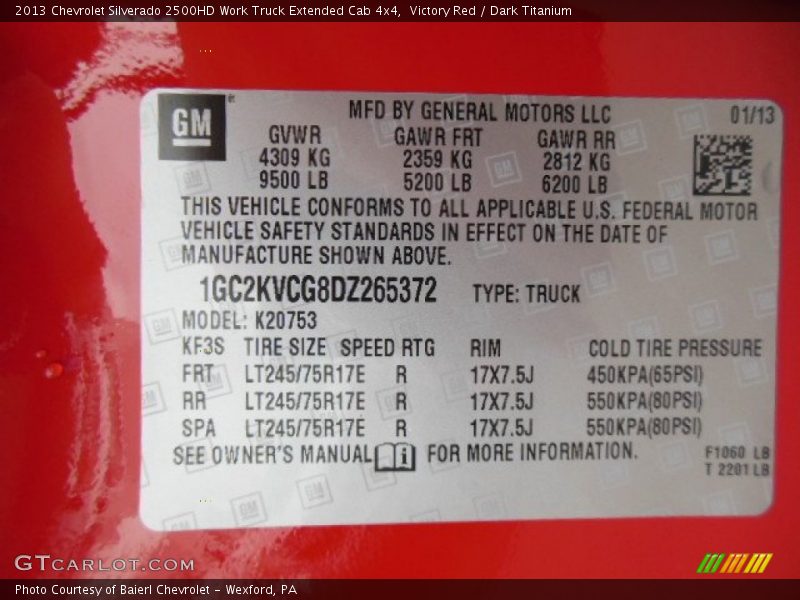 2013 Chevrolet Silverado 2500HD Work Truck Extended Cab 4x4,  Victory Red / Dark Titanium
GM
MFD BY GENERAL MOTORS LLC 01/13
GVWR GAWR FRT GAWR RR
4309 KG 2359 KG 2812 KG
9500 LB 5200 LB 6200 LB
THIS VEHICLE CONFORMS TO ALL APPLICABLE U.S. FEDERAL MOTOR
VEHICLE SAFETY STANDARDS IN EFFECT ON THE DATE OF
MANUFACTURE SHOWN ABOVE.
1GC2KVCG8DZ265372 TYPE: TRUCK
MODEL: K20753
KF3S TIRE SIZE SPEED RTG RIM COLD TIRE PRESSURE
FRT LT245/75R17E R 17X7.5J 450KPA(65PSI)
RR LT245/75R17E R 17X7.5J 550KPA(80PSI)
SPA LT245/75R17E R 17X7.5J 550KPA(80PSI)
SEE OWNER'S MANUAL i FOR MORE INFORMATION.
F1060 LB
T 2201 LB
GTCARLOT.COM
Photo Courtesy of Baierl Chevrolet - Wexford, PA